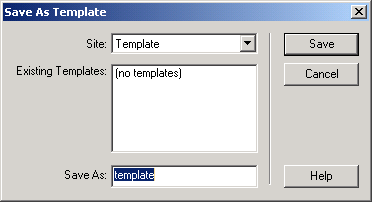 Save As Template
Site: Template Save
Existing Templates: (no templates) Cancel
Save As: template Help